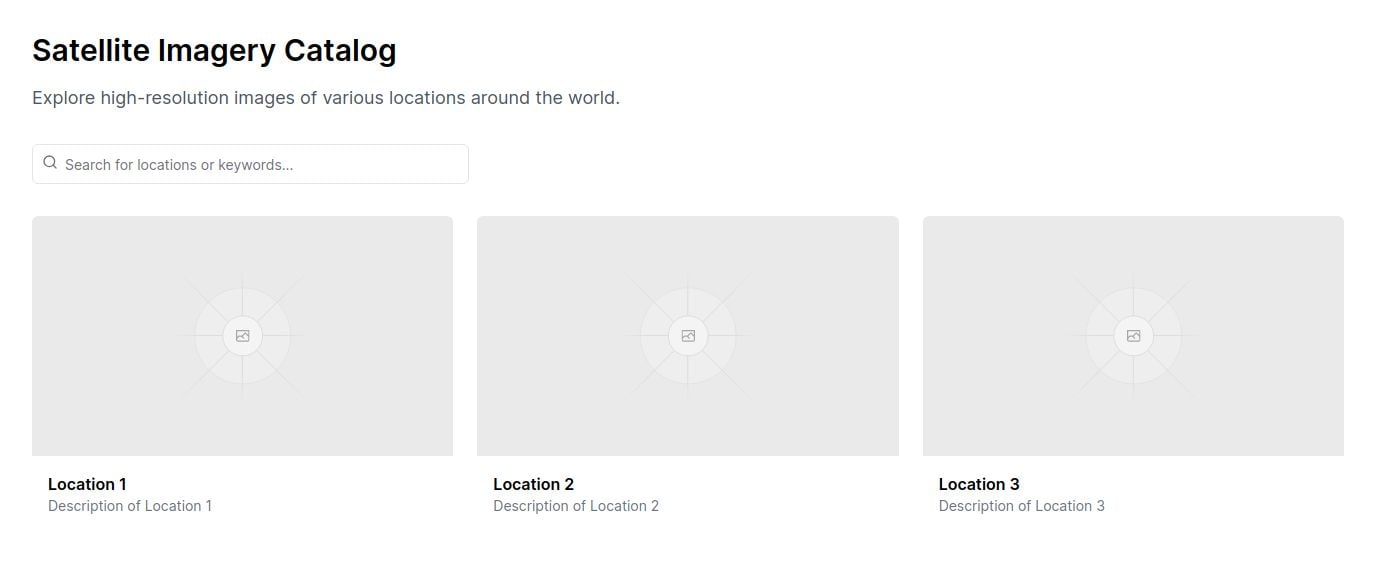 Satellite Imagery Catalog
Explore high-resolution images of various locations around the world.
Search for locations or keywords...
Location 1
Description of Location 1
Location 2
Description of Location 2
Location 3
Description of Location 3